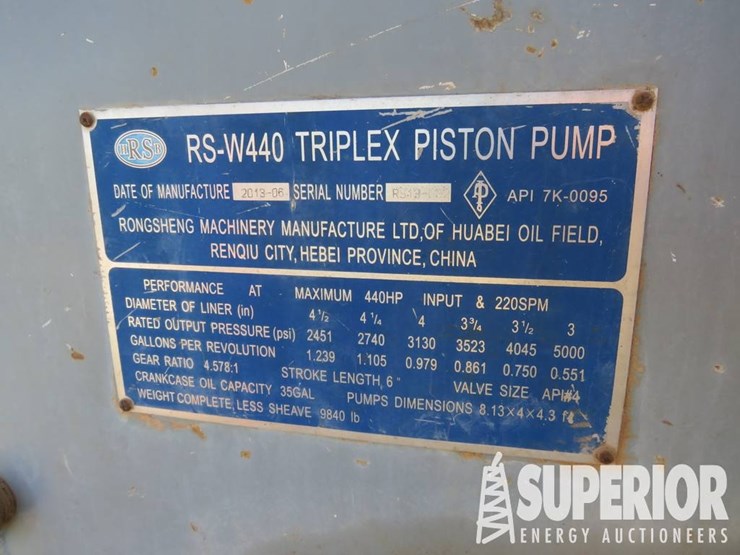 RSB
RS-W440 TRIPLEX PISTON PUMP
DATE OF MANUFACTURE 2013-06 SERIAL NUMBER API 7K-0095
RONGSHENG MACHINERY MANUFACTURE LTD,OF HUABEI OIL FIELD,
RENQIU CITY,HEBEI PROVINCE,CHINA
PERFORMANCE AT MAXIMUM 440HP INPUT & 220SPM
DIAMETER OF LINER (in) 4 1/2 4 1/4 4 3 3/4 3 1/2 3
RATED OUTPUT PRESSURE (psi) 2451 2740 3130 3523 4045 5000
GALLONS PER REVOLUTION 1.239 1.105 0.979 0.861 0.750 0.551
GEAR RATIO 4.578:1 STROKE LENGTH, 6" VALVE SIZE API#4
CRANKCASE OIL CAPACITY 35GAL PUMPS DIMENSIONS 8.13×4×4.3 ft
WEIGHT COMPLETE, LESS SHEAVE 9840 lb
SUPERIOR
ENERGY AUCTIONEERS